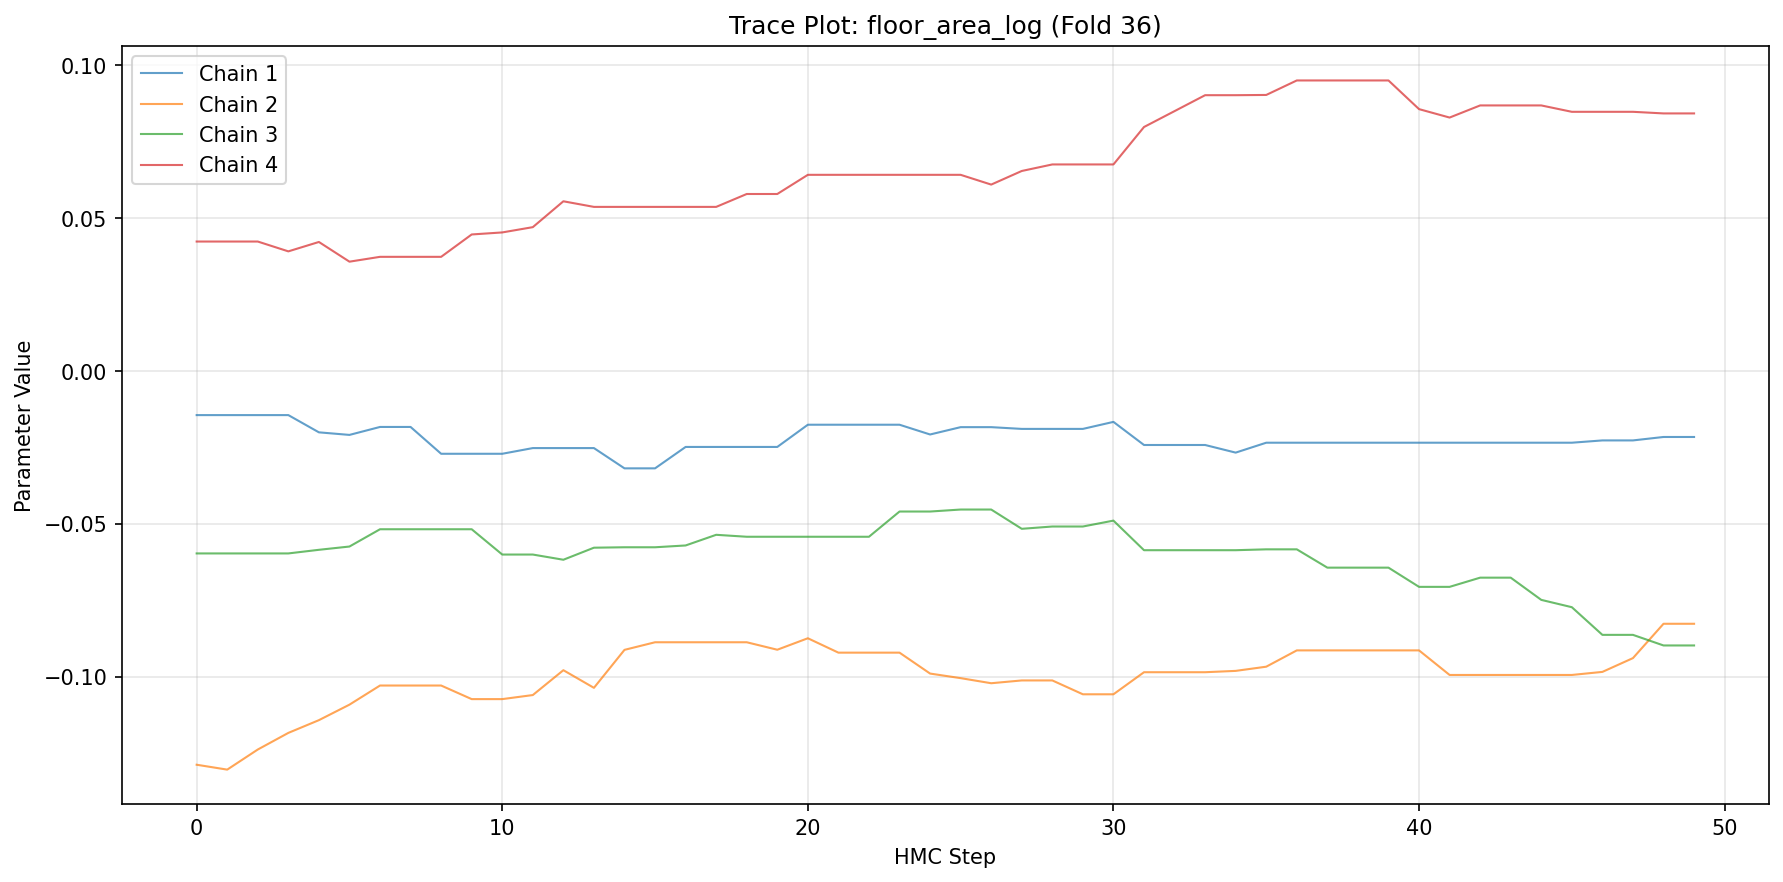 Trace Plot: floor_area_log (Fold 36)
Chain 1
Chain 2
Chain 3
Chain 4
0.10
0.05
0.00
−0.05
−0.10
Parameter Value
0 10 20 30 40 50
HMC Step